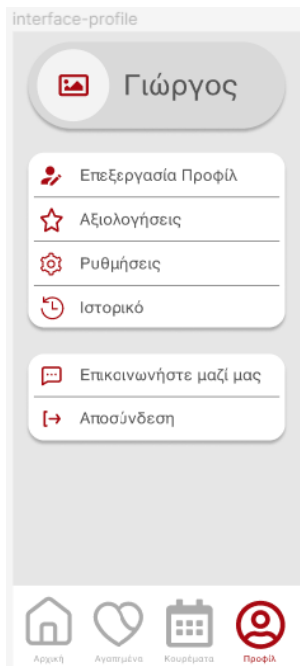 interface-profile
Γιώργος
Επεξεργασία Προφίλ
Αξιολογήσεις
Ρυθμήσεις
Ιστορικό
Επικοινωνήστε μαζί μας
Αποσύνδεση
Αρχική Αγαπημένα Κουρέματα Προφίλ